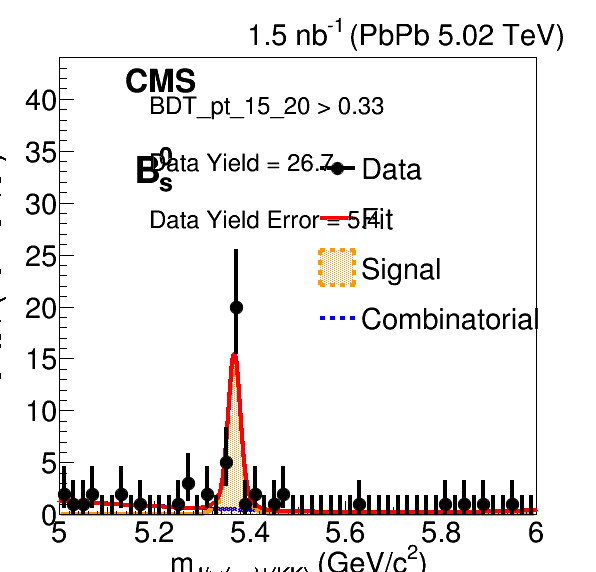 1.5 nb-1 (PbPb 5.02 TeV)
CMS
BDT_pt_15_20 > 0.33
B0s
Data Yield = 26.7
Data Yield Error = 5.4
Data
Fit
Signal
Combinatorial
40
35
30
25
20
15
10
5
0
5 5.2 5.4 5.6 5.8 6
(GeV/c2)